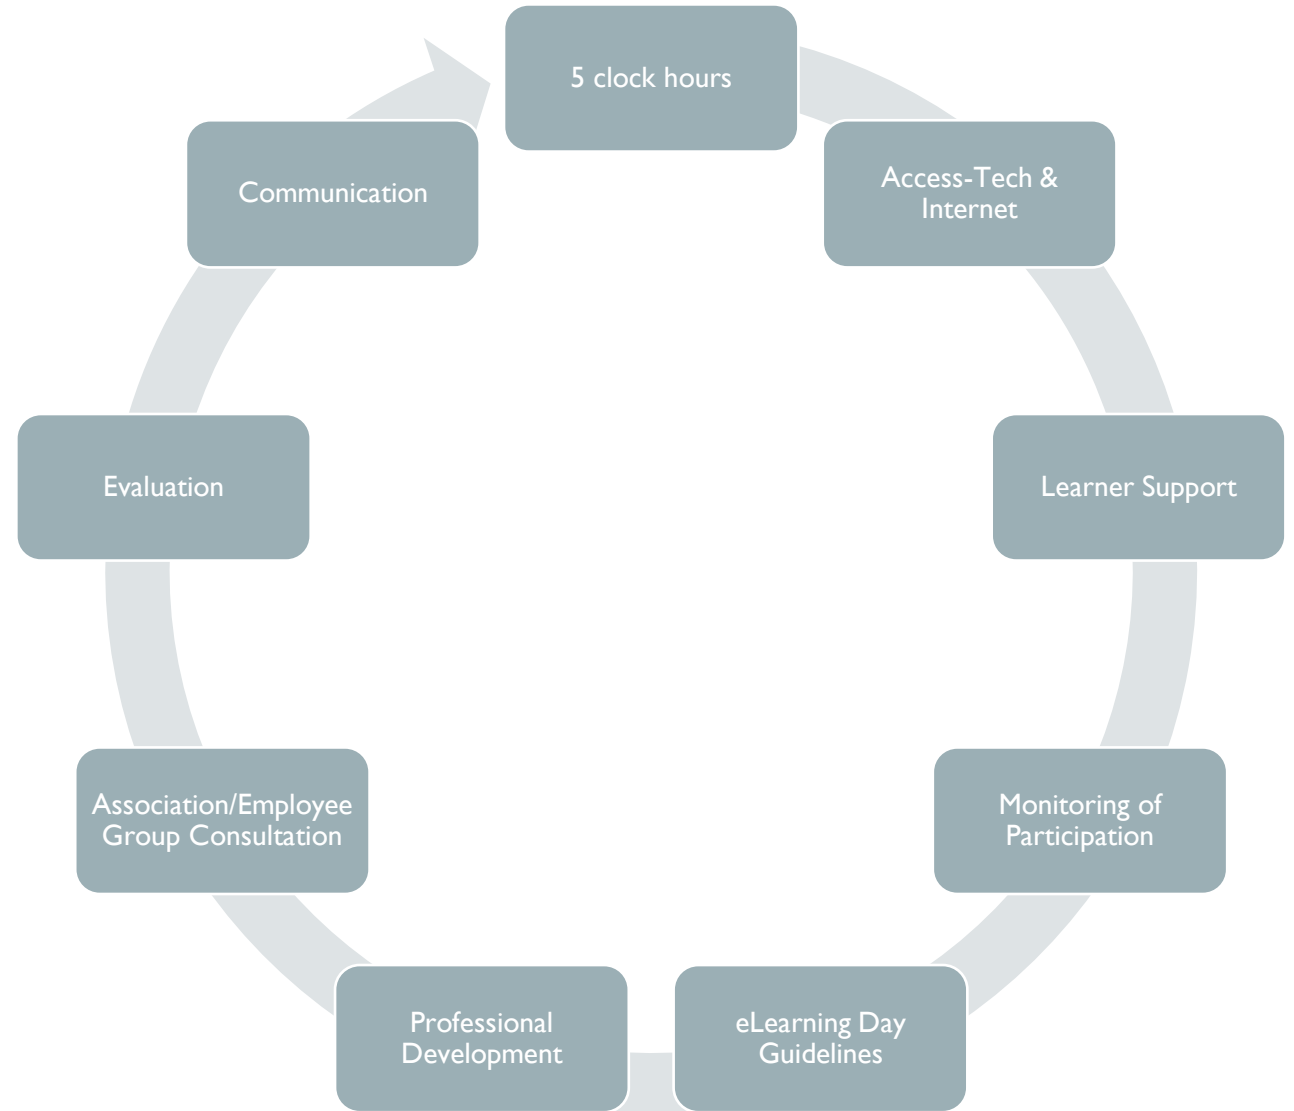 5 clock hours
Access-Tech &
Internet
Learner Support
Monitoring of
Participation
eLearning Day
Guidelines
Professional
Development
Association/Employee
Group Consultation
Evaluation
Communication